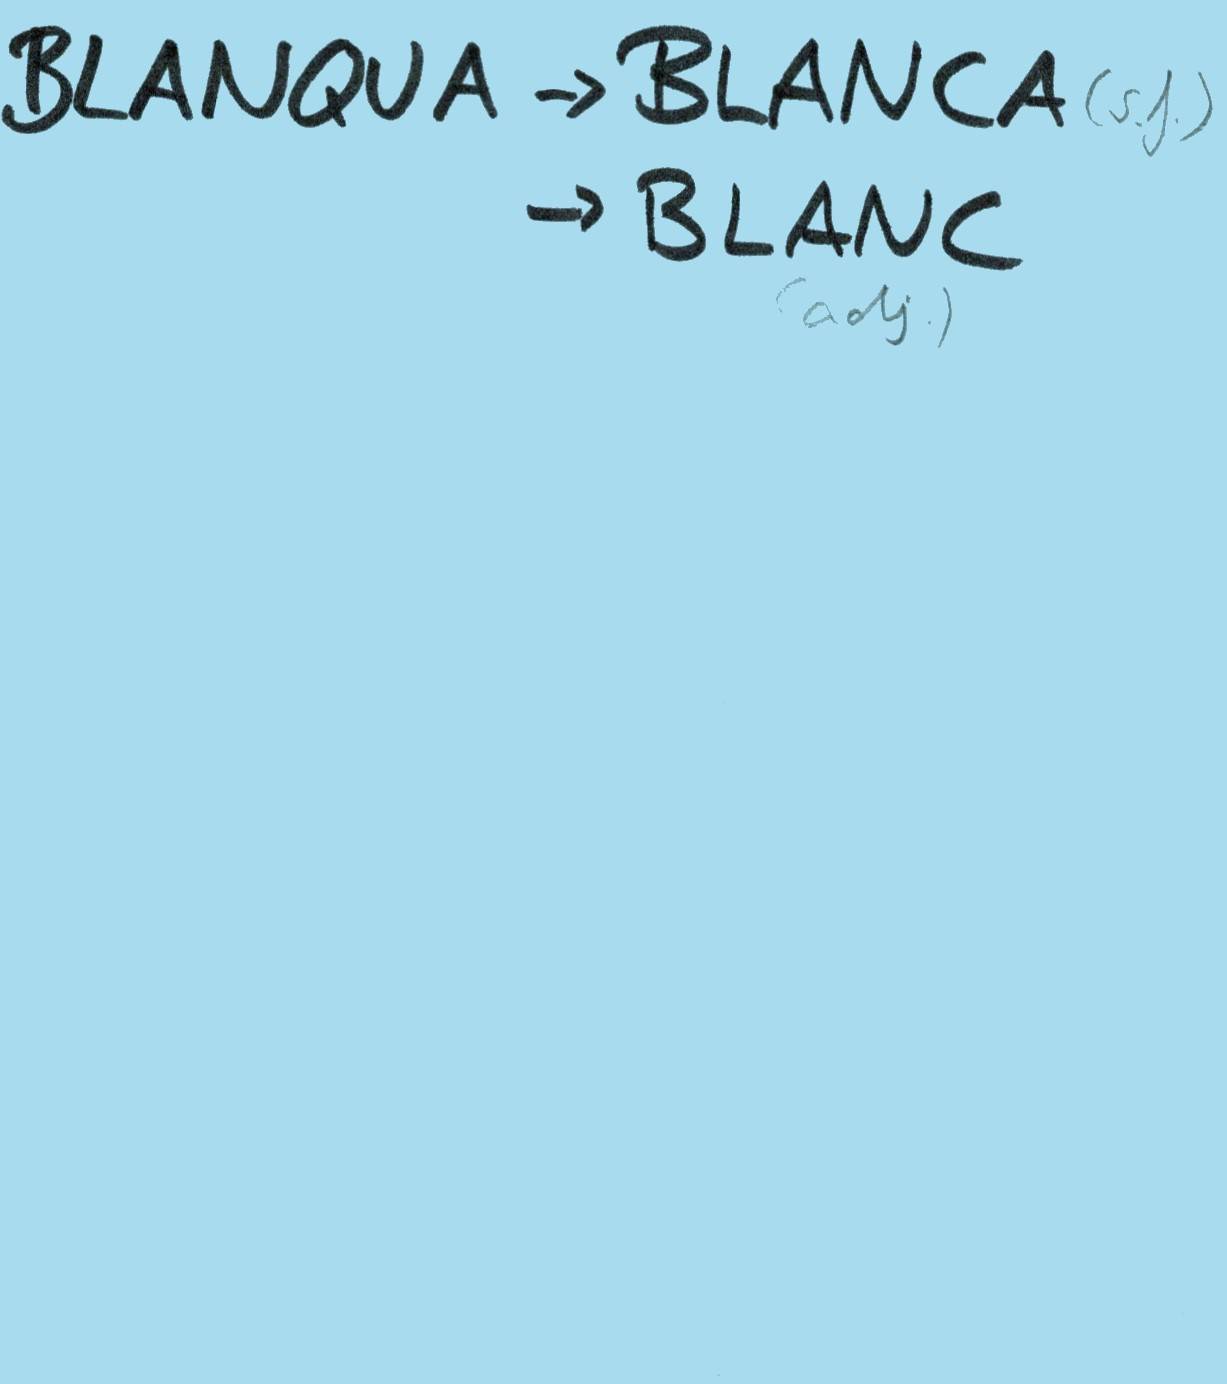 BLANQUA → BLANCA (s.f.)
→ BLANC
(adj.)